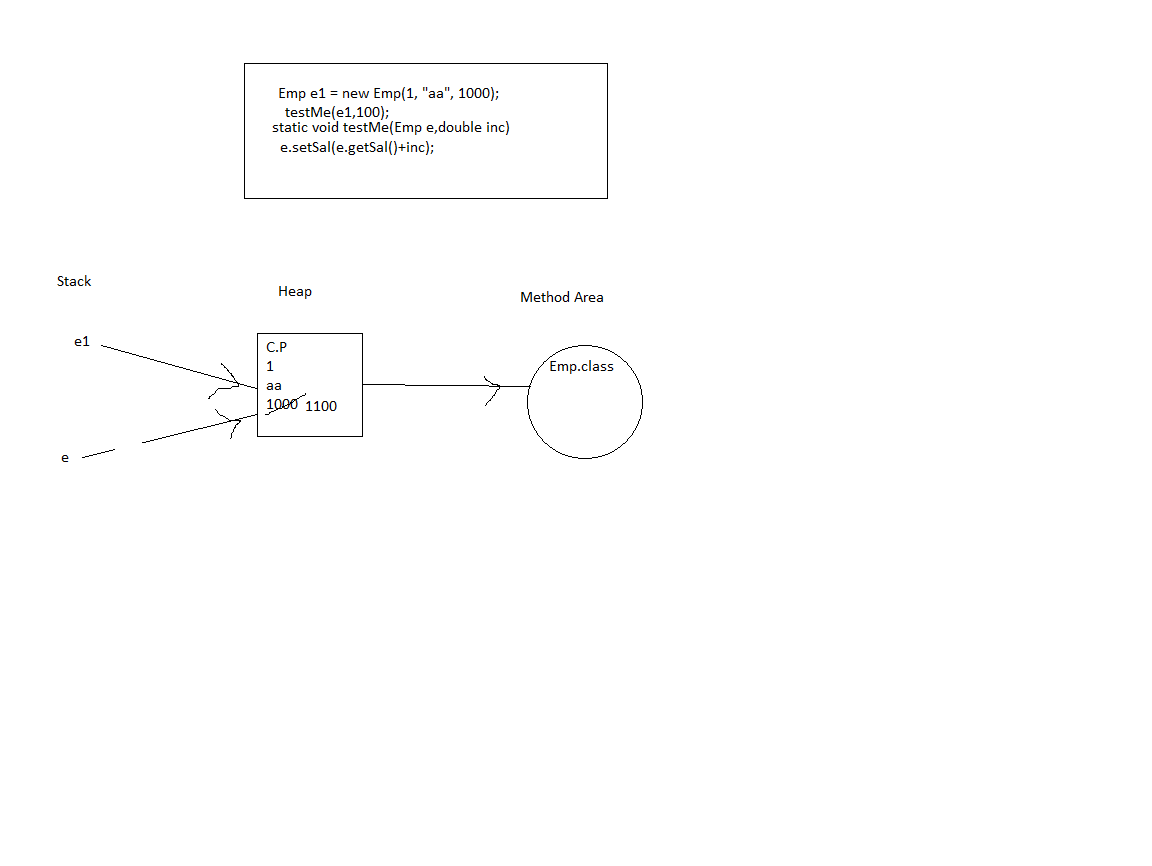 Emp e1 = new Emp(1, "aa", 1000);
testMe(e1,100);
static void testMe(Emp e,double inc)
e.setSal(e.getSal()+inc);
Stack
Heap
Method Area
e1
C.P
1
aa
1000 1100
Emp.class
e